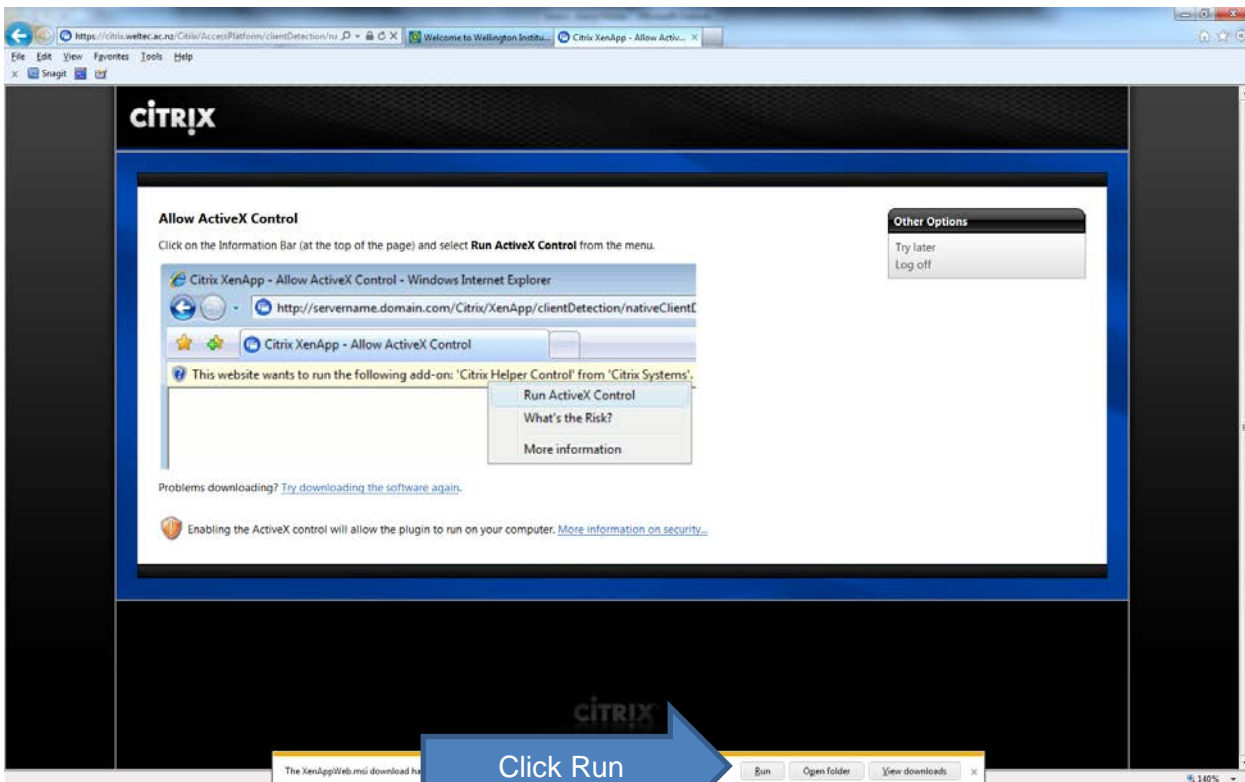 https://citrix.weltec.ac.nz/Citrix/AccessPlatform/clientDetection/na
Welcome to Wellington Institu...
Citrix XenApp - Allow Activ...
File Edit View Favorites Tools Help
x Snagit
CITRIX
Allow ActiveX Control
Click on the Information Bar (at the top of the page) and select Run ActiveX Control from the menu.
Other Options
Try later
Log off
Citrix XenApp - Allow ActiveX Control - Windows Internet Explorer
http://servername.domain.com/Citrix/XenApp/clientDetection/nativeClientD
Citrix XenApp - Allow ActiveX Control
This website wants to run the following add-on: 'Citrix Helper Control' from 'Citrix Systems'.
Run ActiveX Control
What's the Risk?
More information
Problems downloading? Try downloading the software again.
Enabling the ActiveX control will allow the plugin to run on your computer. More information on security...
CITRIX
The XenAppWeb.msi download ha
Click Run
Run Open folder View downloads x
140%